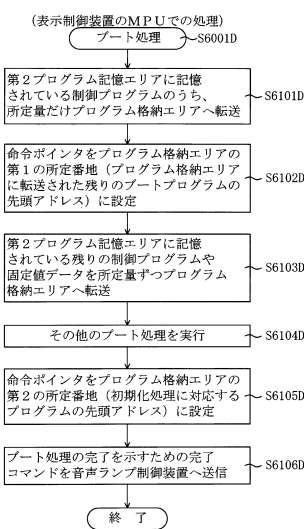 (表示制御装置のMPUでの処理)
ブート処理
S6001D
第2プログラム記憶エリアに記憶
されている制御プログラムのうち、
所定量だけプログラム格納エリアへ転送
S6101D
命令ポインタをプログラム格納エリアの
第1の所定番地(プログラム格納エリア
に転送された残りのブートプログラムの
先頭アドレス)に設定
S6102D
第2プログラム記憶エリアに記憶
されている残りの制御プログラムや
固定値データを所定量ずつプログラム
格納エリアへ転送
S6103D
その他のブート処理を実行
S6104D
命令ポインタをプログラム格納エリアの
第2の所定番地(初期化処理に対応する
プログラムの先頭アドレス)に設定
S6105D
ブート処理の完了を示すための完了
コマンドを音声ランプ制御装置へ送信
S6106D
終 了